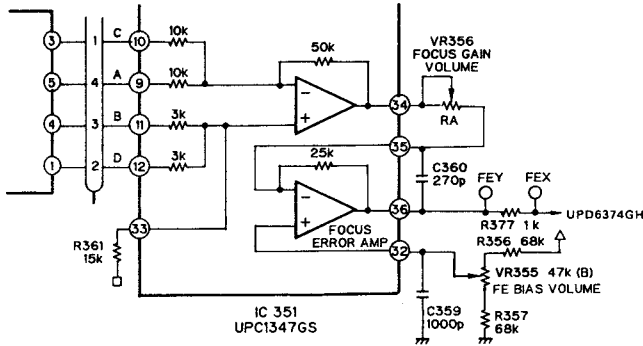 3 1 C 10 10k
5 4 A 9 10k
4 3 B 11 3k
1 2 D 12 3k
33
R361
15k
50k
−
+
34
VR356
FOCUS GAIN
VOLUME
RA
35
25k
−
+
36
FOCUS
ERROR AMP
32
C360
270p
FEY
FEX
R377 1k
UPD6374GH
R356 68k
VR355 47k (B)
FE BIAS VOLUME
C359
1000p
R357
68k
IC 351
UPC1347GS